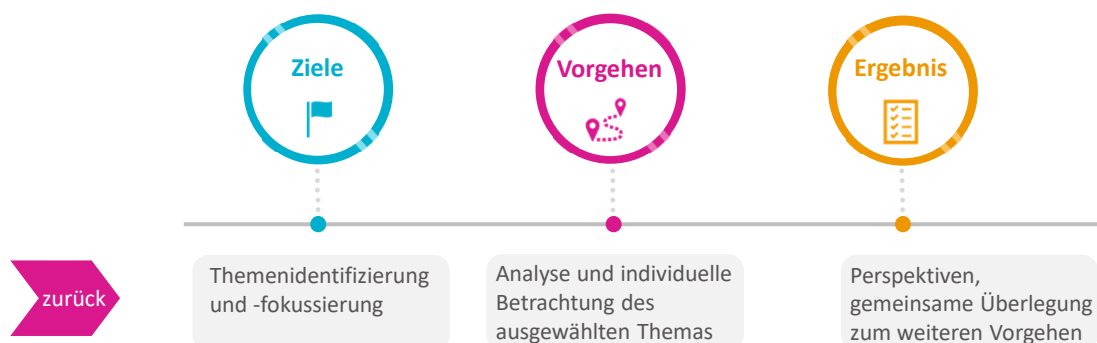 Ziele
Vorgehen
Ergebnis
zurück
Themenidentifizierung
und -fokussierung
Analyse und individuelle
Betrachtung des
ausgewählten Themas
Perspektiven,
gemeinsame Überlegung
zum weiteren Vorgehen